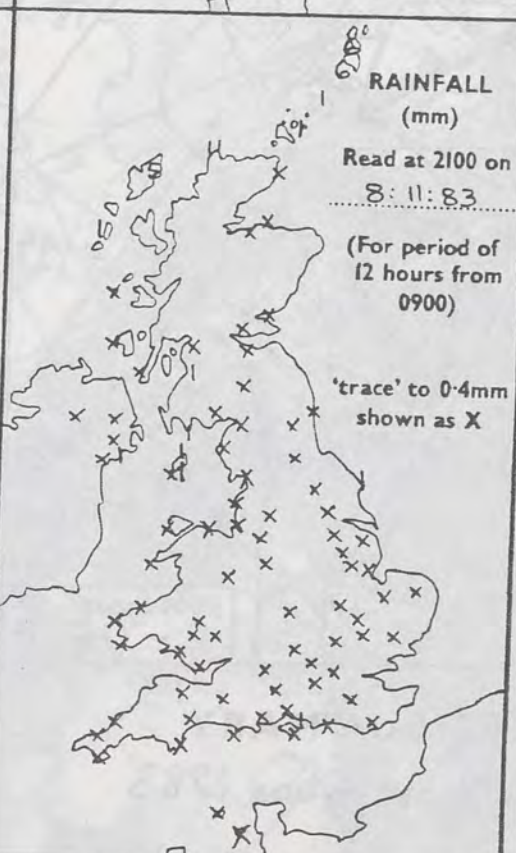 RAINFALL
(mm)
Read at 2100 on
8:11:83
(For period of
12 hours from
0900)
'trace' to 0·4mm
shown as X